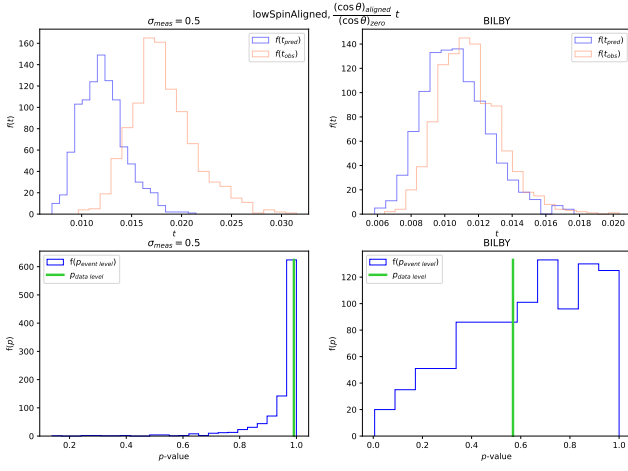 lowSpinAligned, (cos θ)aligned / (cos θ)zero t
σmeas = 0.5
BILBY
f(t)
160
140
120
100
80
60
40
20
0
f(tpred)
f(tobs)
0.010 0.015 0.020 0.025 0.030
t
f(t)
140
120
100
80
60
40
20
0
f(tpred)
f(tobs)
0.006 0.008 0.010 0.012 0.014 0.016 0.018 0.020
t
σmeas = 0.5
f(p)
600
500
400
300
200
100
0
f(pevent level)
pdata level
0.2 0.4 0.6 0.8 1.0
p-value
BILBY
f(p)
120
100
80
60
40
20
0
f(pevent level)
pdata level
0.0 0.2 0.4 0.6 0.8 1.0
p-value